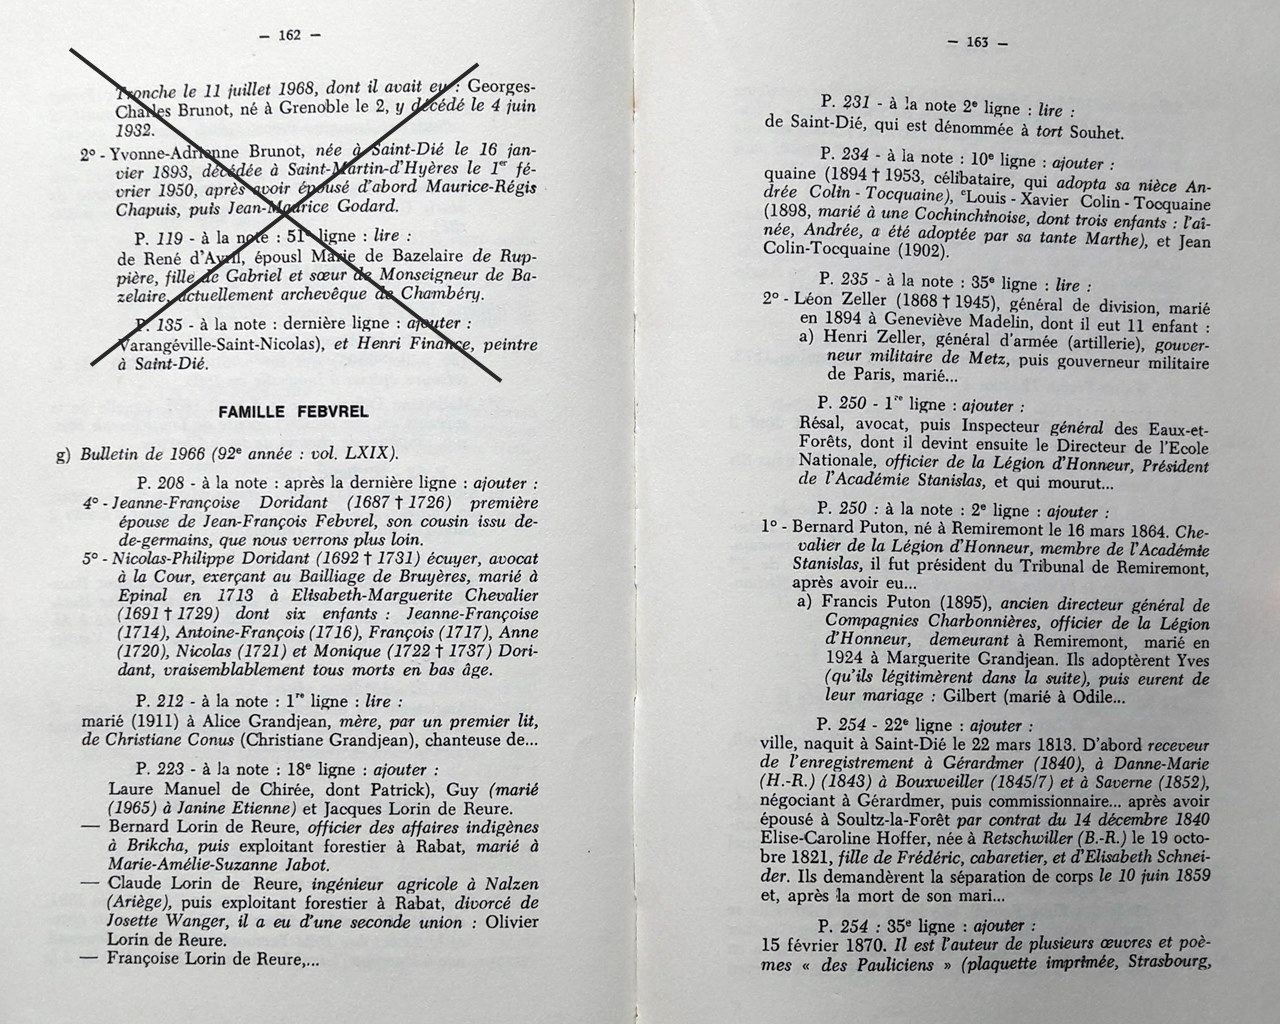 — 162 —
Tronche le 11 juillet 1968, dont il avait eu : Georges-
Charles Brunot, né à Grenoble le 2, y décédé le 4 juin
1932.
2° - Yvonne-Adrienne Brunot, née à Saint-Dié le 16 jan-
vier 1893, décédée à Saint-Martin-d'Hyères le 1er fé-
vrier 1950, après avoir épousé d'abord Maurice-Régis
Chapuis, puis Jean-Maurice Godard.
P. 119 - à la note : 51e ligne : lire :
de René d'Avril, épousl Marie de Bazelaire de Rup-
pière, fille de Gabriel et sœur de Monseigneur de Ba-
zelaire, actuellement archevêque de Chambéry.
P. 135 - à la note : dernière ligne : ajouter :
Varangéville-Saint-Nicolas), et Henri Finance, peintre
à Saint-Dié.
FAMILLE FEBVREL
g) Bulletin de 1966 (92e année : vol. LXIX).
P. 208 - à la note : après la dernière ligne : ajouter :
4° - Jeanne-Françoise Doridant (1687 † 1726) première
épouse de Jean-François Febvrel, son cousin issu de-
de-germains, que nous verrons plus loin.
5° - Nicolas-Philippe Doridant (1692 † 1731) écuyer, avocat
à la Cour, exerçant au Bailliage de Bruyères, marié à
Epinal en 1713 à Elisabeth-Marguerite Chevalier
(1691 † 1729) dont six enfants : Jeanne-Françoise
(1714), Antoine-François (1716), François (1717), Anne
(1720), Nicolas (1721) et Monique (1722 † 1737) Dori-
dant, vraisemblablement tous morts en bas âge.
P. 212 - à la note : 1re ligne : lire :
marié (1911) à Alice Grandjean, mère, par un premier lit,
de Christiane Conus (Christiane Grandjean), chanteuse de...
P. 223 - à la note : 18e ligne : ajouter :
Laure Manuel de Chirée, dont Patrick), Guy (marié
(1965) à Janine Etienne) et Jacques Lorin de Reure.
— Bernard Lorin de Reure, officier des affaires indigènes
à Brikcha, puis exploitant forestier à Rabat, marié à
Marie-Amélie-Suzanne Jabot.
— Claude Lorin de Reure, ingénieur agricole à Nalzen
(Ariège), puis exploitant forestier à Rabat, divorcé de
Josette Wanger, il a eu d'une seconde union : Olivier
Lorin de Reure.
— Françoise Lorin de Reure,...
— 163 —
P. 231 - à la note 2e ligne : lire :
de Saint-Dié, qui est dénommée à tort Souhet.
P. 234 - à la note : 10e ligne : ajouter :
quaine (1894 † 1953, célibataire, qui adopta sa nièce An-
drée Colin - Tocquaine), eLouis - Xavier Colin - Tocquaine
(1898, marié à une Cochinchinoise, dont trois enfants : l'aî-
née, Andrée, a été adoptée par sa tante Marthe), et Jean
Colin-Tocquaine (1902).
P. 235 - à la note : 35e ligne : lire :
2° - Léon Zeller (1868 † 1945), général de division, marié
en 1894 à Geneviève Madelin, dont il eut 11 enfant :
a) Henri Zeller, général d'armée (artillerie), gouver-
neur militaire de Metz, puis gouverneur militaire
de Paris, marié...
P. 250 - 1re ligne : ajouter :
Résal, avocat, puis Inspecteur général des Eaux-et-
Forêts, dont il devint ensuite le Directeur de l'Ecole
Nationale, officier de la Légion d'Honneur, Président
de l'Académie Stanislas, et qui mourut...
P. 250 : à la note : 2e ligne : ajouter :
1° - Bernard Puton, né à Remiremont le 16 mars 1864. Che-
valier de la Légion d'Honneur, membre de l'Académie
Stanislas, il fut président du Tribunal de Remiremont,
après avoir eu...
a) Francis Puton (1895), ancien directeur général de
Compagnies Charbonnières, officier de la Légion
d'Honneur, demeurant à Remiremont, marié en
1924 à Marguerite Grandjean. Ils adoptèrent Yves
(qu'ils légitimèrent dans la suite), puis eurent de
leur mariage : Gilbert (marié à Odile...
P. 254 - 22e ligne : ajouter :
ville, naquit à Saint-Dié le 22 mars 1813. D'abord receveur
de l'enregistrement à Gérardmer (1840), à Danne-Marie
(H.-R.) (1843) à Bouxweiller (1845/7) et à Saverne (1852),
négociant à Gérardmer, puis commissionnaire... après avoir
épousé à Soultz-la-Forêt par contrat du 14 décembre 1840
Elise-Caroline Hoffer, née à Retschwiller (B.-R.) le 19 octo-
bre 1821, fille de Frédéric, cabaretier, et d'Elisabeth Schnei-
der. Ils demandèrent la séparation de corps le 10 juin 1859
et, après la mort de son mari...
P. 254 : 35e ligne : ajouter :
15 février 1870. Il est l'auteur de plusieurs œuvres et poè-
mes « des Pauliciens » (plaquette imprimée, Strasbourg,